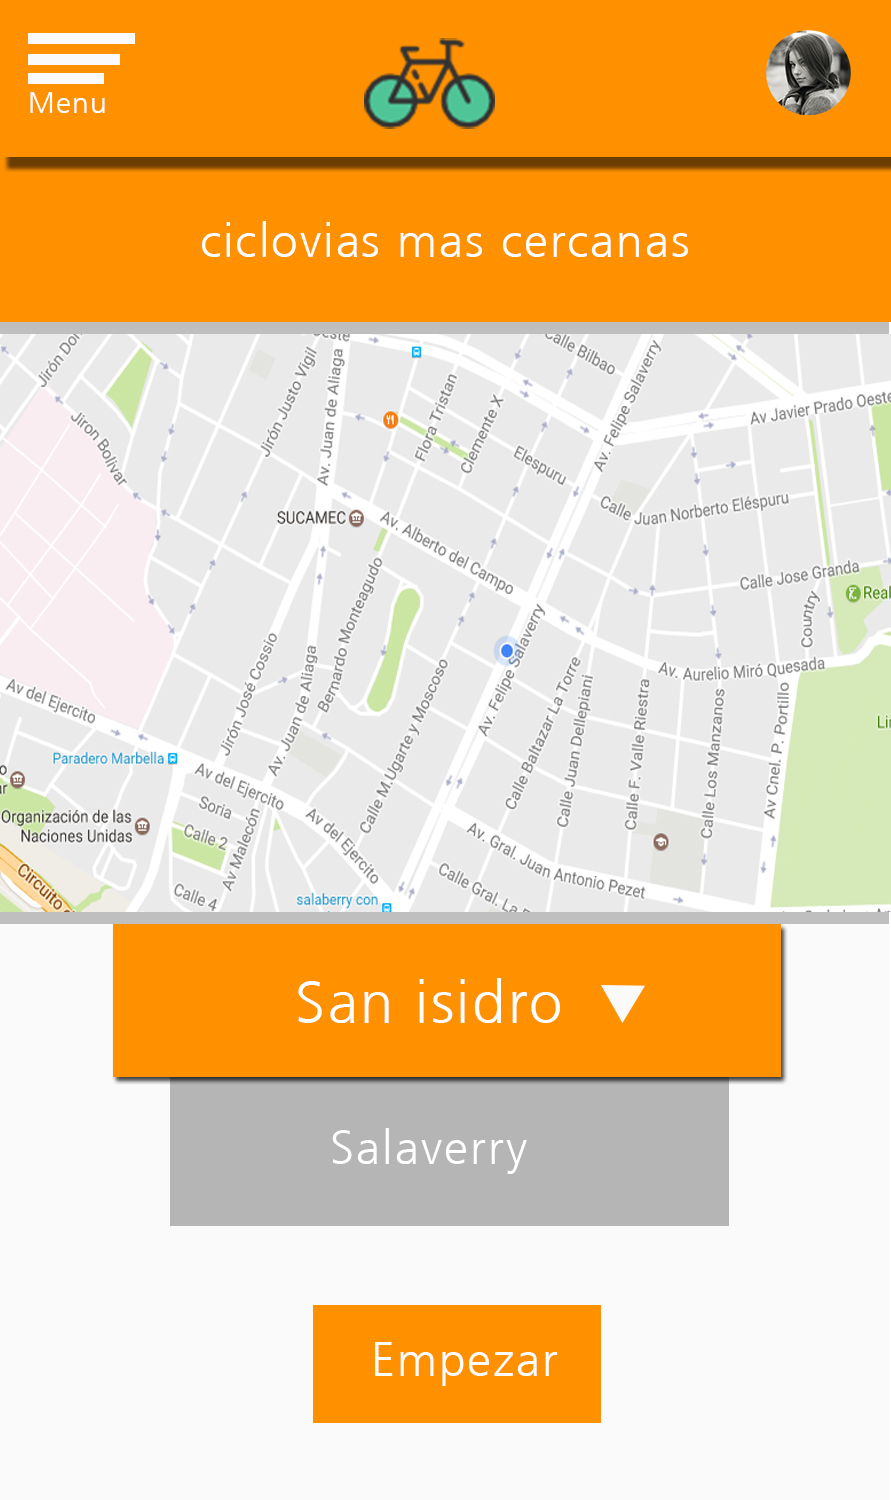 Menu
ciclovias mas cercanas
Calle Bilbao
Jirón Justo Vigil
Av. Juan de Aliaga
Flora Tristan
Clemente X
Av. Felipe Salaverry
Av Javier Prado Oeste
Jiron Bolivar
Elespuru
Calle Juan Norberto Eléspuru
SUCAMEC
Av. Alberto del Campo
Calle Jose Granda
Real
Country
Bernardo Monteagudo
Av. Felipe Salaverry
Av. Aurelio Miró Quesada
Jirón José Cossio
Av. Juan de Aliaga
Calle M.Ugarte y Moscoso
Calle Baltazar La Torre
Calle Juan Dellepiani
Calle F. Valle Riestra
Calle Los Manzanos
Av Cnel. P. Portillo
Av del Ejercito
Paradero Marbella
Av del Ejercito
Soria
Calle 2
Av Malecón
Av del Ejercito
Organización de las
Naciones Unidas
Av. Gral. Juan Antonio Pezet
Circuito
Calle 4
salaberry con
Calle Gral. La
San isidro
Salaverry
Empezar